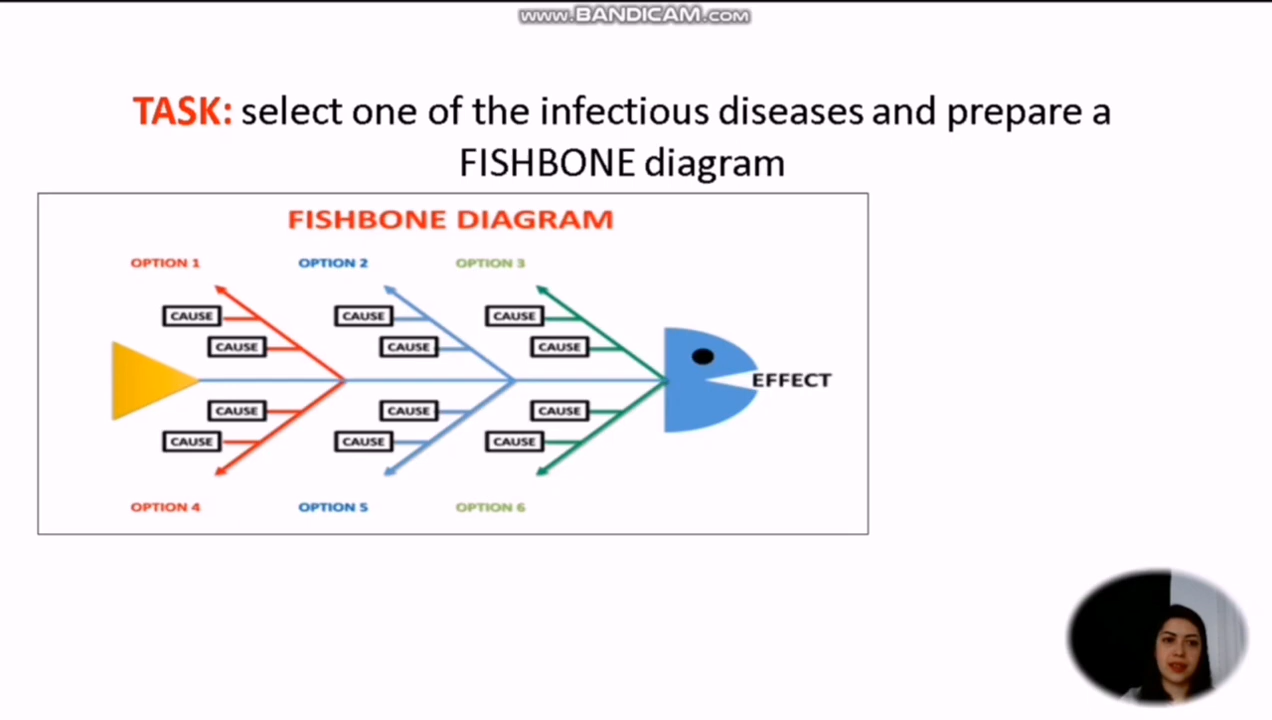 www.BANDICAM.com
TASK: select one of the infectious diseases and prepare a
FISHBONE diagram
FISHBONE DIAGRAM
OPTION 1
OPTION 2
OPTION 3
CAUSE
CAUSE
CAUSE
CAUSE
CAUSE
CAUSE
EFFECT
CAUSE
CAUSE
CAUSE
CAUSE
CAUSE
CAUSE
OPTION 4
OPTION 5
OPTION 6